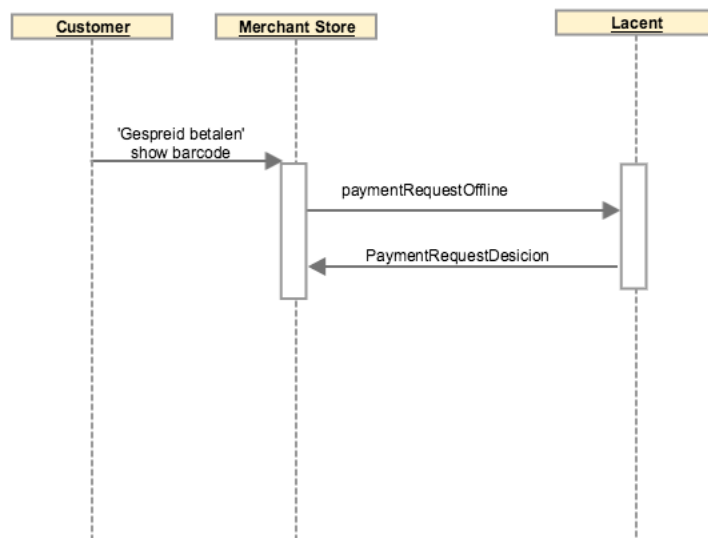 Customer
Merchant Store
Lacent
'Gespreid betalen'
show barcode
paymentRequestOffline
PaymentRequestDesicion